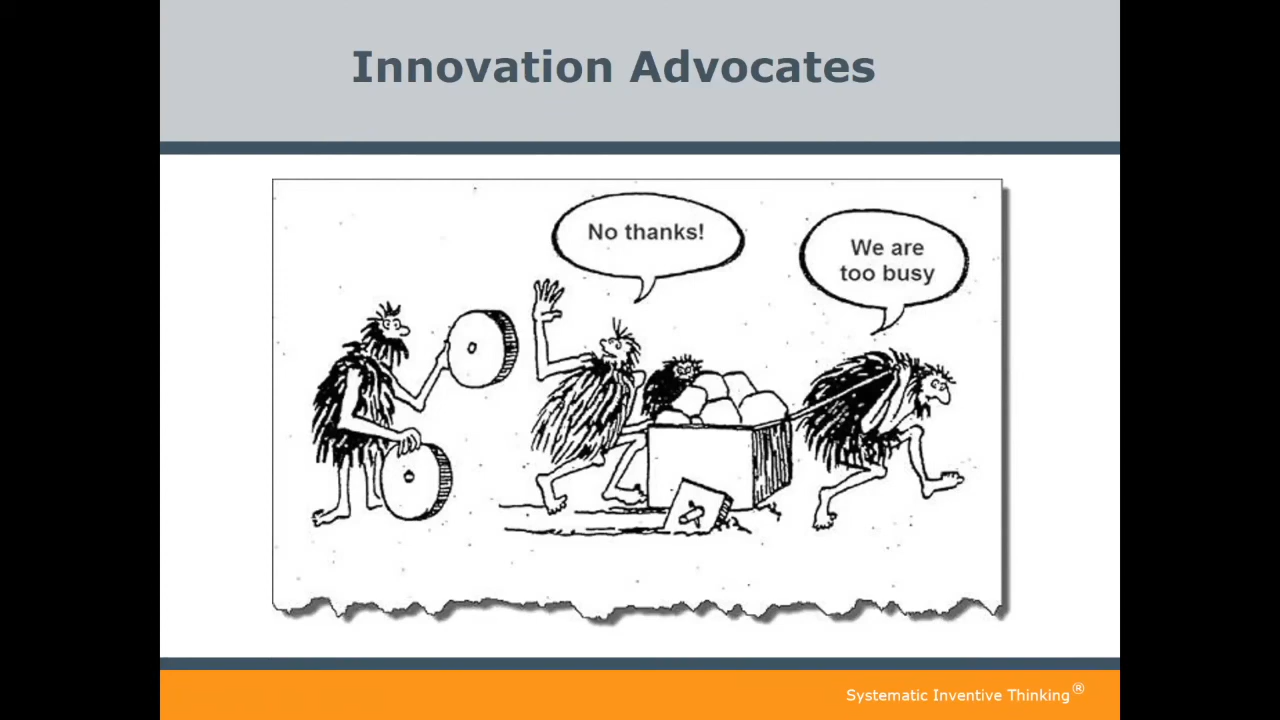 Innovation Advocates
No thanks!
We are
too busy
Systematic Inventive Thinking®